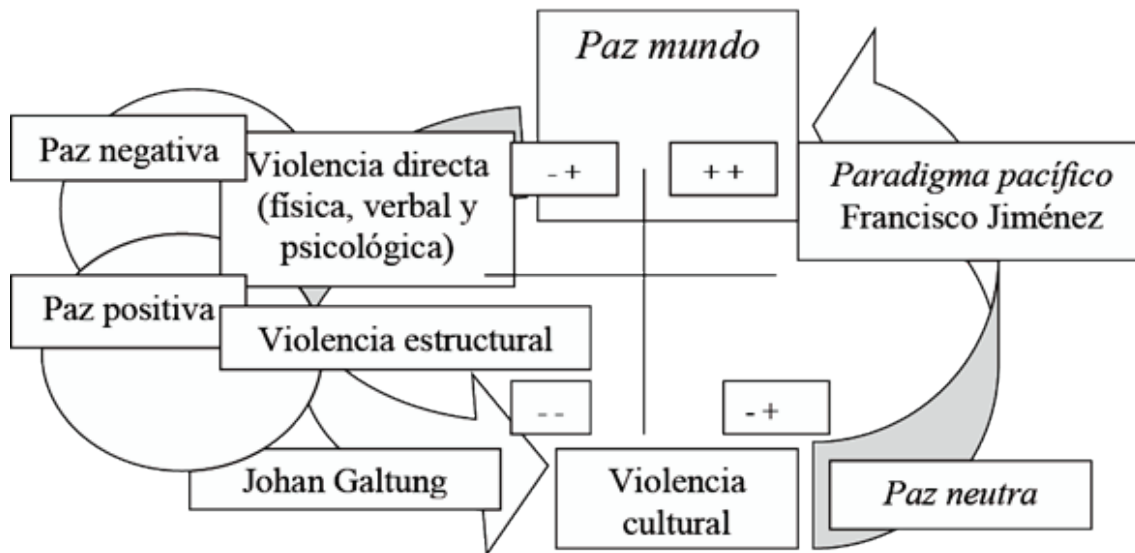 Paz mundo
Paz negativa
Violencia directa
(física, verbal y
psicológica)
- +
+ +
Paradigma pacífico
Francisco Jiménez
Paz positiva
Violencia estructural
- -
- +
Johan Galtung
Violencia
cultural
Paz neutra